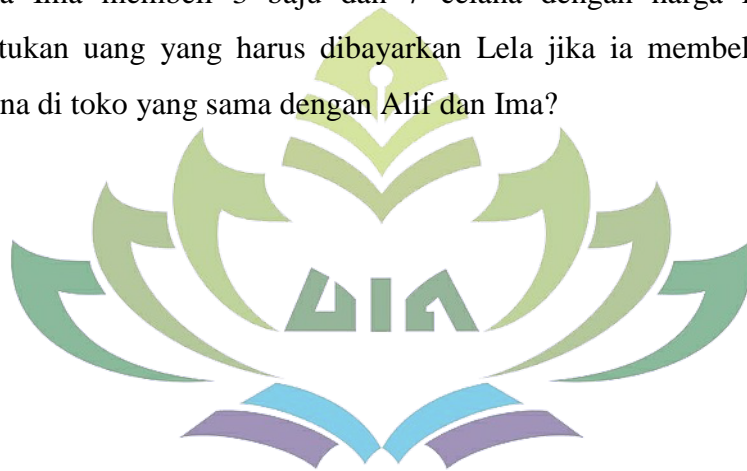 Ima membeli 3 baju dan 7 celana dengan harga
tukan uang yang harus dibayarkan Lela jika ia membel
na di toko yang sama dengan Alif dan Ima?
UIN